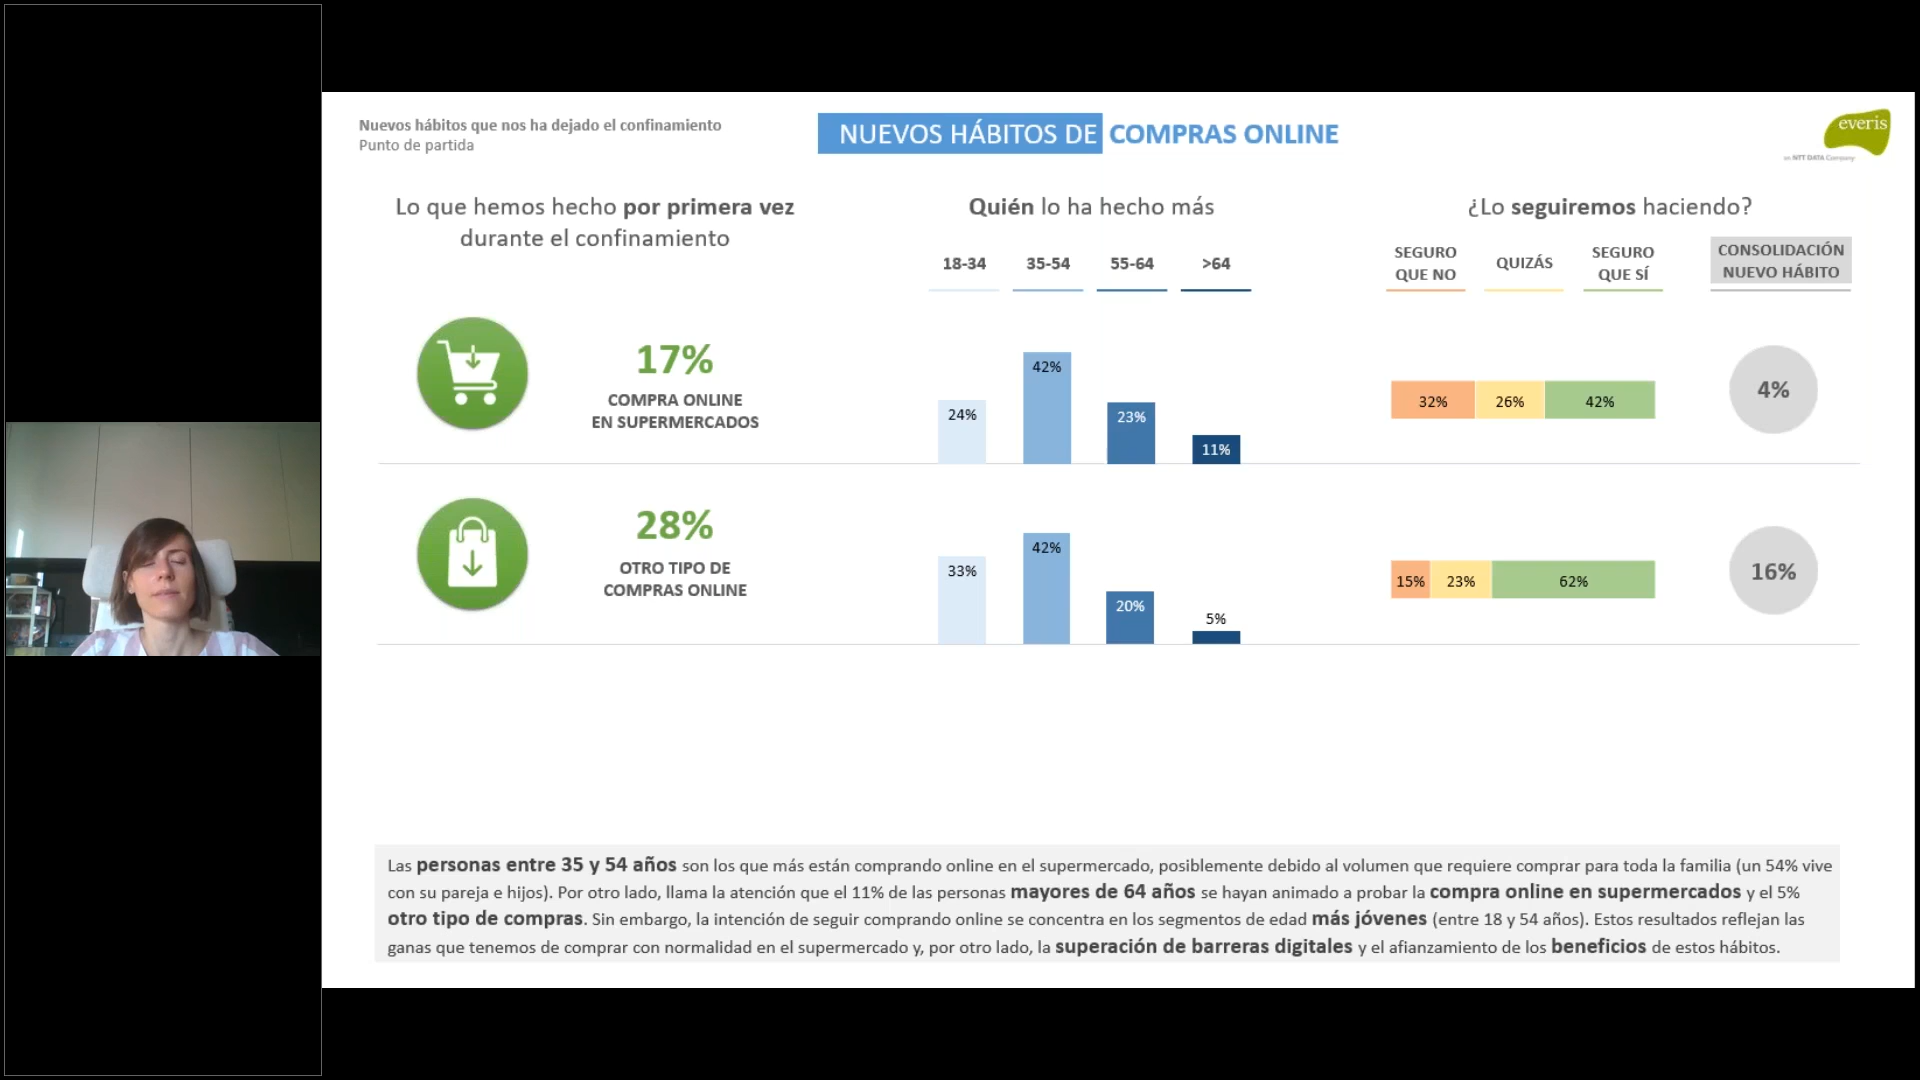 Nuevos hábitos que nos ha dejado el confinamiento
Punto de partida
NUEVOS HÁBITOS DE COMPRAS ONLINE
everis
an NTT DATA Company
Lo que hemos hecho por primera vez
durante el confinamiento
Quién lo ha hecho más
18-34 35-54 55-64 >64
¿Lo seguiremos haciendo?
SEGURO
QUE NO
QUIZÁS
SEGURO
QUE SÍ
CONSOLIDACIÓN
NUEVO HÁBITO
17%
COMPRA ONLINE
EN SUPERMERCADOS
24% 42% 23% 11%
32% 26% 42%
4%
28%
OTRO TIPO DE
COMPRAS ONLINE
33% 42% 20% 5%
15% 23% 62%
16%
Las personas entre 35 y 54 años son los que más están comprando online en el supermercado, posiblemente debido al volumen que requiere comprar para toda la familia (un 54% vive
con su pareja e hijos). Por otro lado, llama la atención que el 11% de las personas mayores de 64 años se hayan animado a probar la compra online en supermercados y el 5%
otro tipo de compras. Sin embargo, la intención de seguir comprando online se concentra en los segmentos de edad más jóvenes (entre 18 y 54 años). Estos resultados reflejan las
ganas que tenemos de comprar con normalidad en el supermercado y, por otro lado, la superación de barreras digitales y el afianzamiento de los beneficios de estos hábitos.